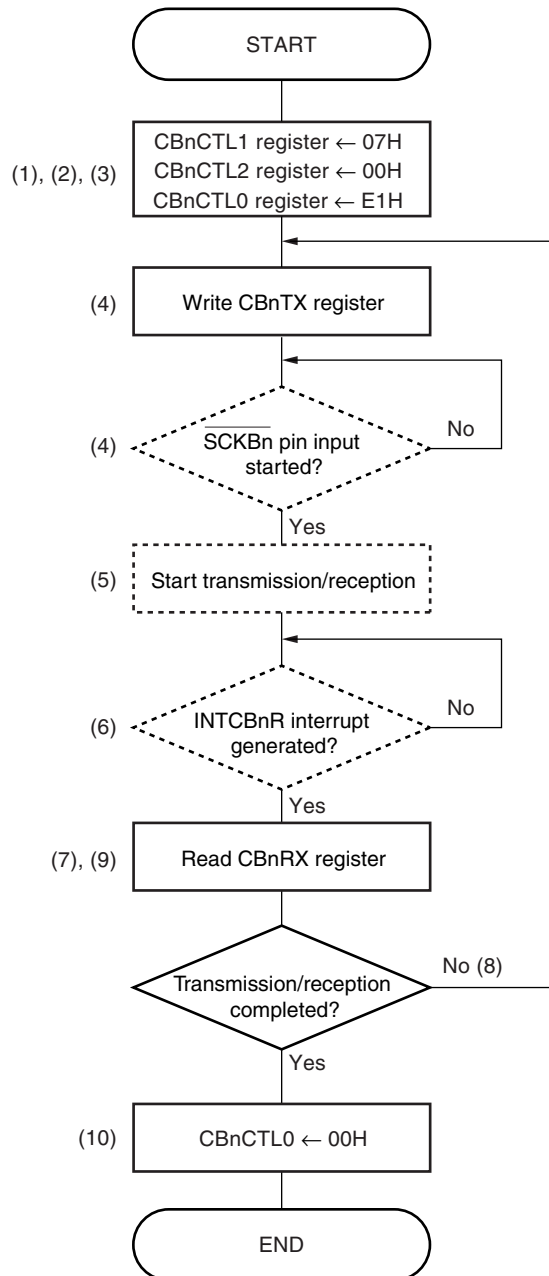 START
(1), (2), (3)
CBnCTL1 register ← 07H
CBnCTL2 register ← 00H
CBnCTL0 register ← E1H
(4)
Write CBnTX register
(4)
SCKBn pin input
started?
No
Yes
(5)
Start transmission/reception
(6)
INTCBnR interrupt
generated?
No
Yes
(7), (9)
Read CBnRX register
Transmission/reception
completed?
No (8)
Yes
(10)
CBnCTL0 ← 00H
END